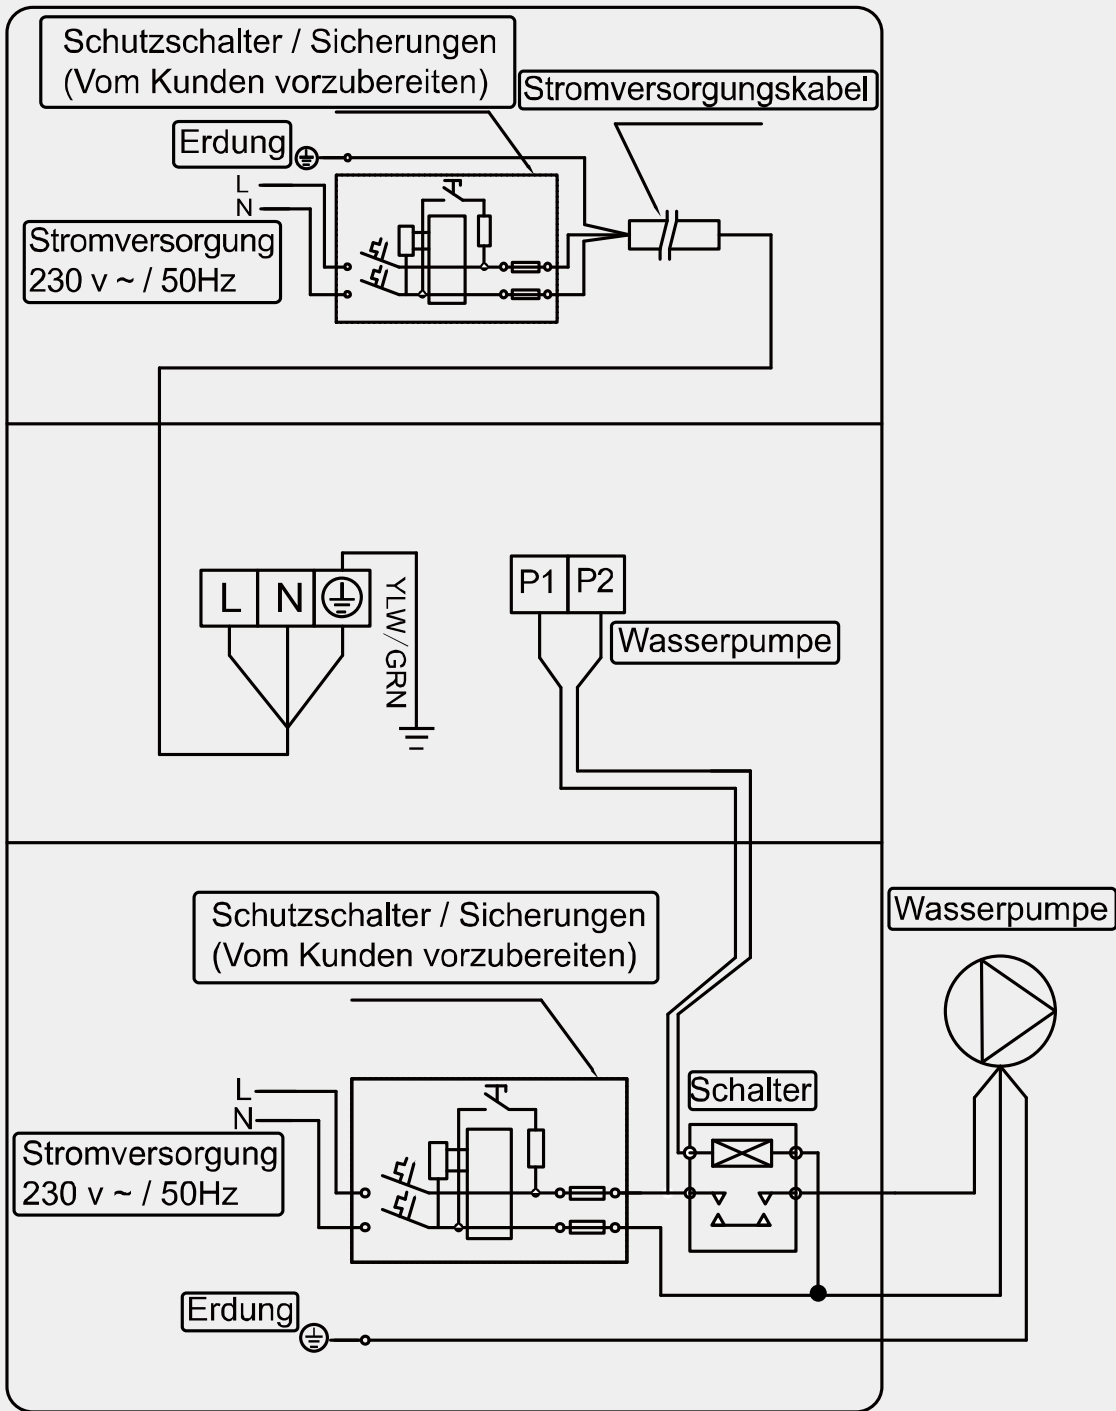 Schutzschalter / Sicherungen
(Vom Kunden vorzubereiten)
Stromversorgungskabel
Erdung
L
N
Stromversorgung
230 v ~ / 50Hz
L N
YLW/GRN
P1 P2
Wasserpumpe
Schutzschalter / Sicherungen
(Vom Kunden vorzubereiten)
Wasserpumpe
Schalter
L
N
Stromversorgung
230 v ~ / 50Hz
Erdung